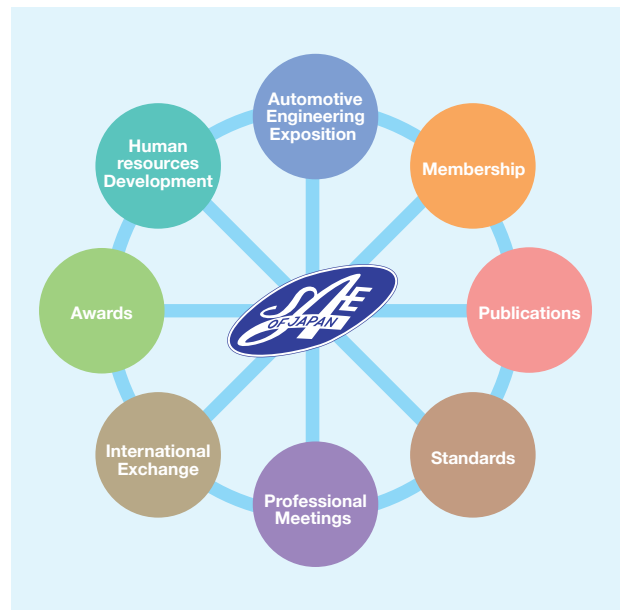 Automotive
Engineering
Exposition
Human
resources
Development
Membership
Awards
SAE
OF JAPAN
Publications
International
Exchange
Standards
Professional
Meetings